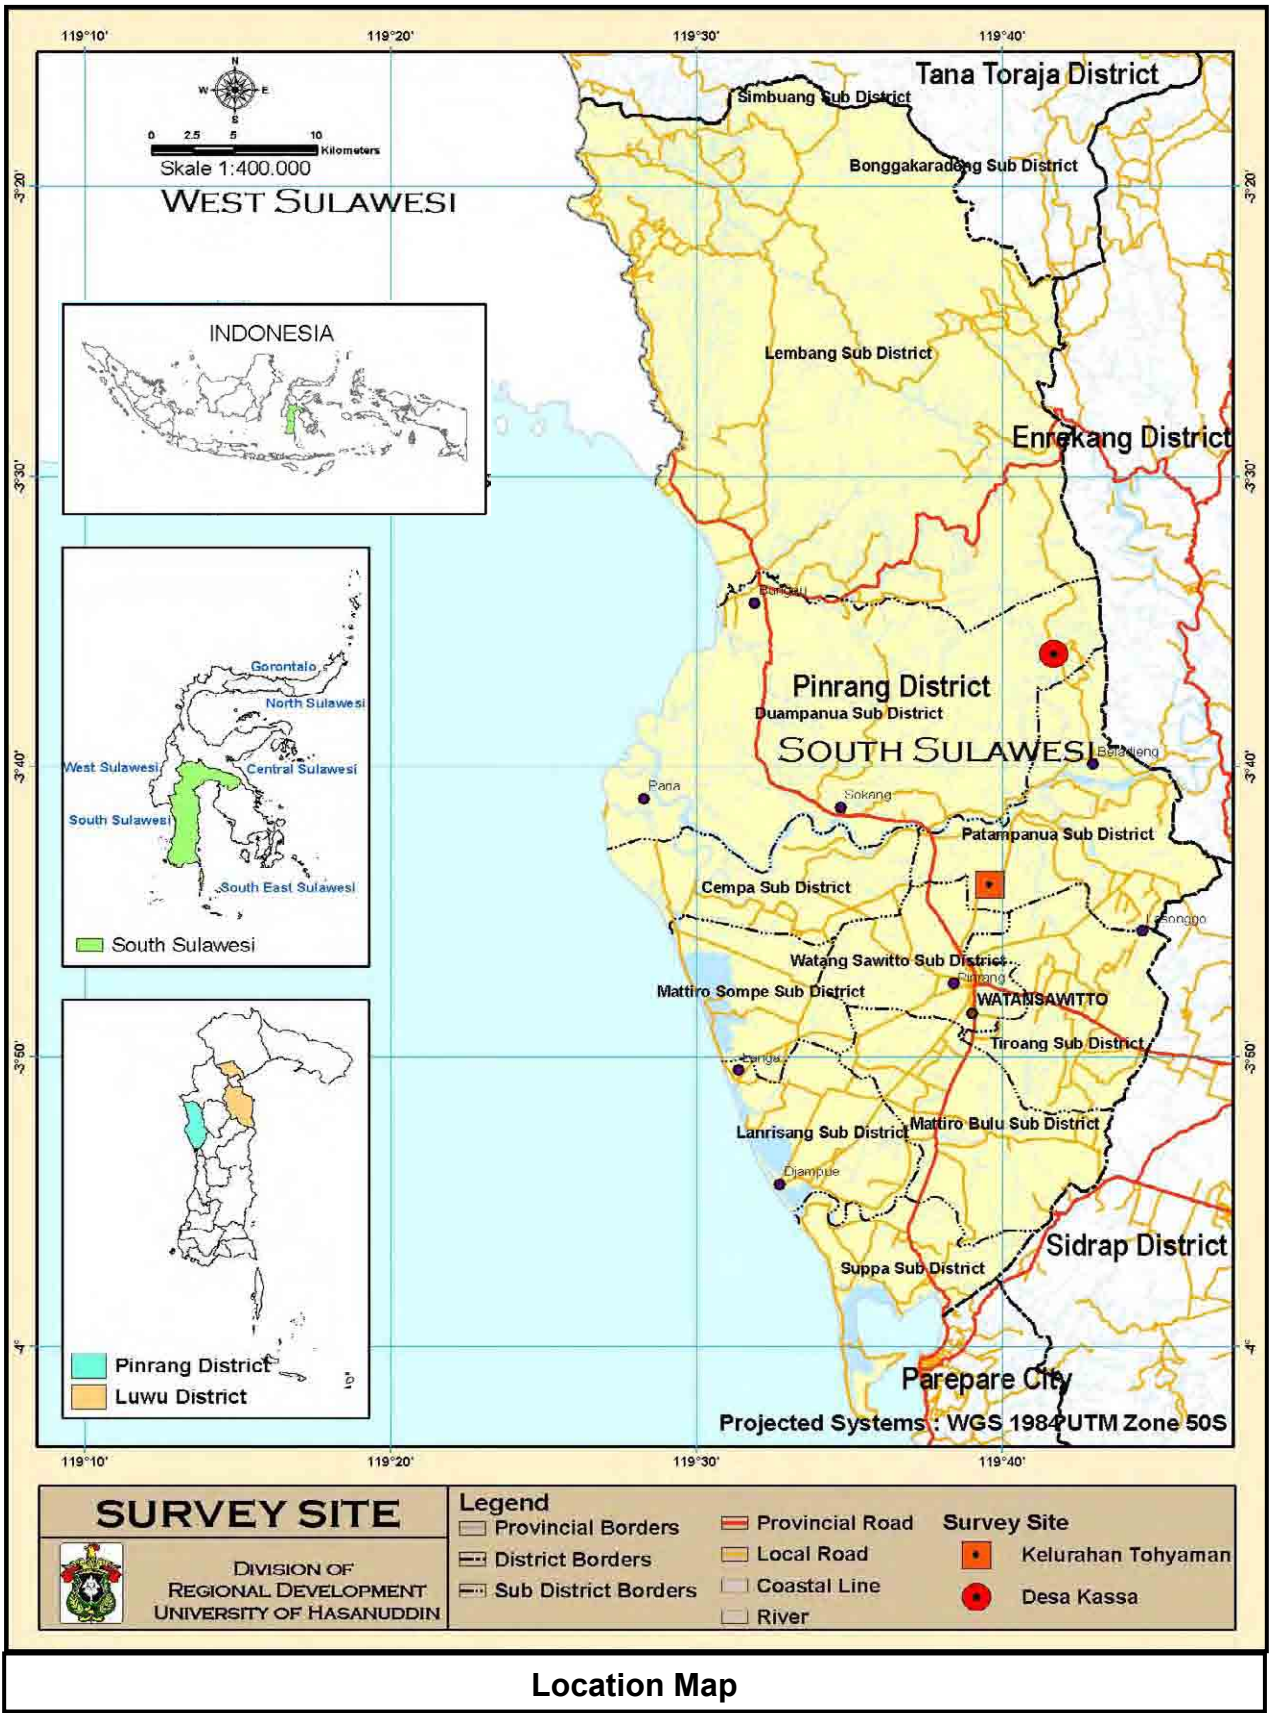 119°10' 119°20' 119°30' 119°40'
Tana Toraja District
N
W E
S
Simbuang Sub District
0 2.5 5 10
Kilometers
Skale 1:400.000
Bonggakaradeng Sub District
-3°20' -3°20'
WEST SULAWESI
INDONESIA
Lembang Sub District
Enrekang District
-3°30' -3°30'
Pinrang District
Duampanua Sub District
SOUTH SULAWESI
Gorontalo
North Sulawesi
West Sulawesi
Central Sulawesi
South Sulawesi
South East Sulawesi
South Sulawesi
-3°40' -3°40'
Paria
Sokang
Patampanua Sub District
Cempa Sub District
Lasonggo
Watang Sawitto Sub District
Pinrang
Mattiro Sompe Sub District
WATANSAWITTO
Tiroang Sub District
-3°50' -3°50'
Langa
Mattiro Bulu Sub District
Lanrisang Sub District
Djampue
Sidrap District
Suppa Sub District
-4° -4°
Pinrang District
Luwu District
Parepare City
Projected Systems : WGS 1984 UTM Zone 50S
119°10' 119°20' 119°30' 119°40'
SURVEY SITE
DIVISION OF
REGIONAL DEVELOPMENT
UNIVERSITY OF HASANUDDIN
Legend
Provincial Borders
District Borders
Sub District Borders
Provincial Road
Local Road
Coastal Line
River
Survey Site
Kelurahan Tohyaman
Desa Kassa
Location Map